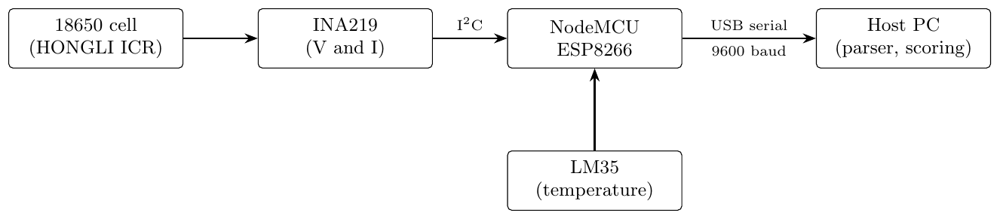 18650 cell
(HONGLI ICR)
INA219
(V and I)
I²C
NodeMCU
ESP8266
USB serial
9600 baud
Host PC
(parser, scoring)
LM35
(temperature)